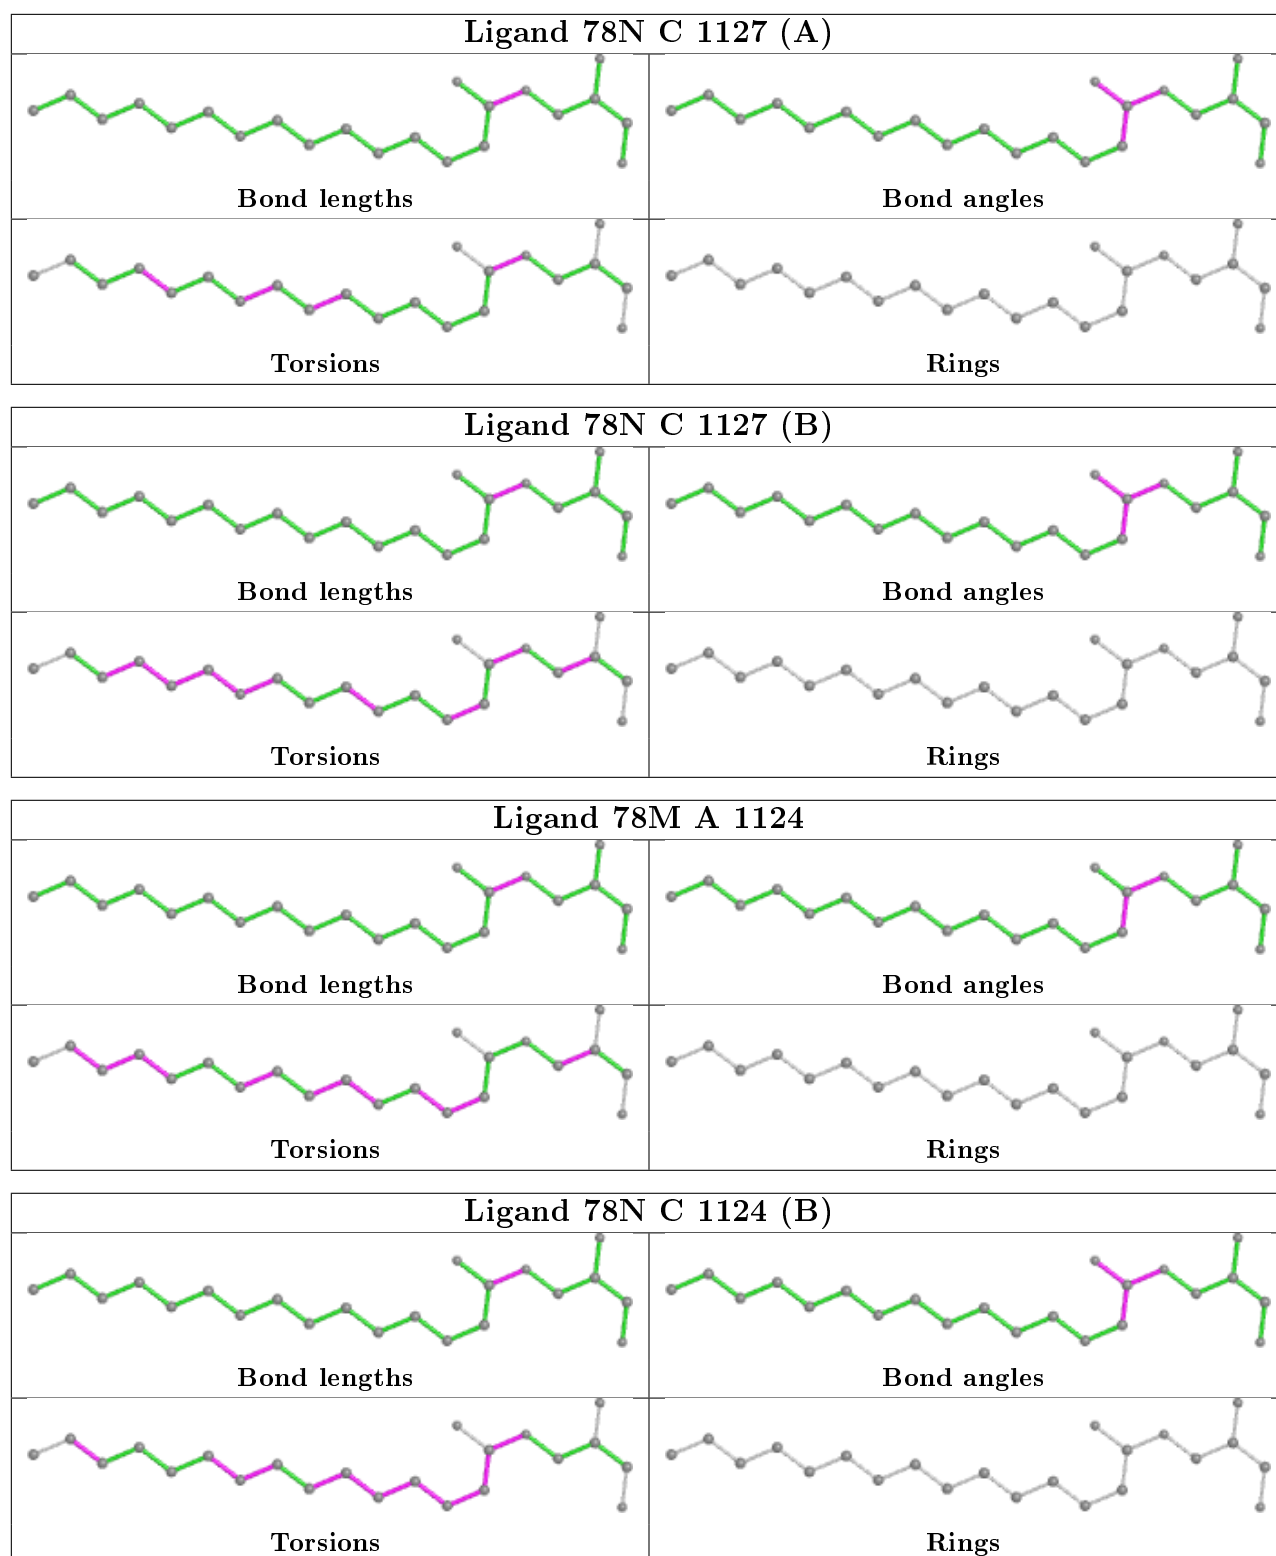 Ligand 78N C 1127 (A)
Bond lengths
Bond angles
Torsions
Rings
Ligand 78N C 1127 (B)
Bond lengths
Bond angles
Torsions
Rings
Ligand 78M A 1124
Bond lengths
Bond angles
Torsions
Rings
Ligand 78N C 1124 (B)
Bond lengths
Bond angles
Torsions
Rings